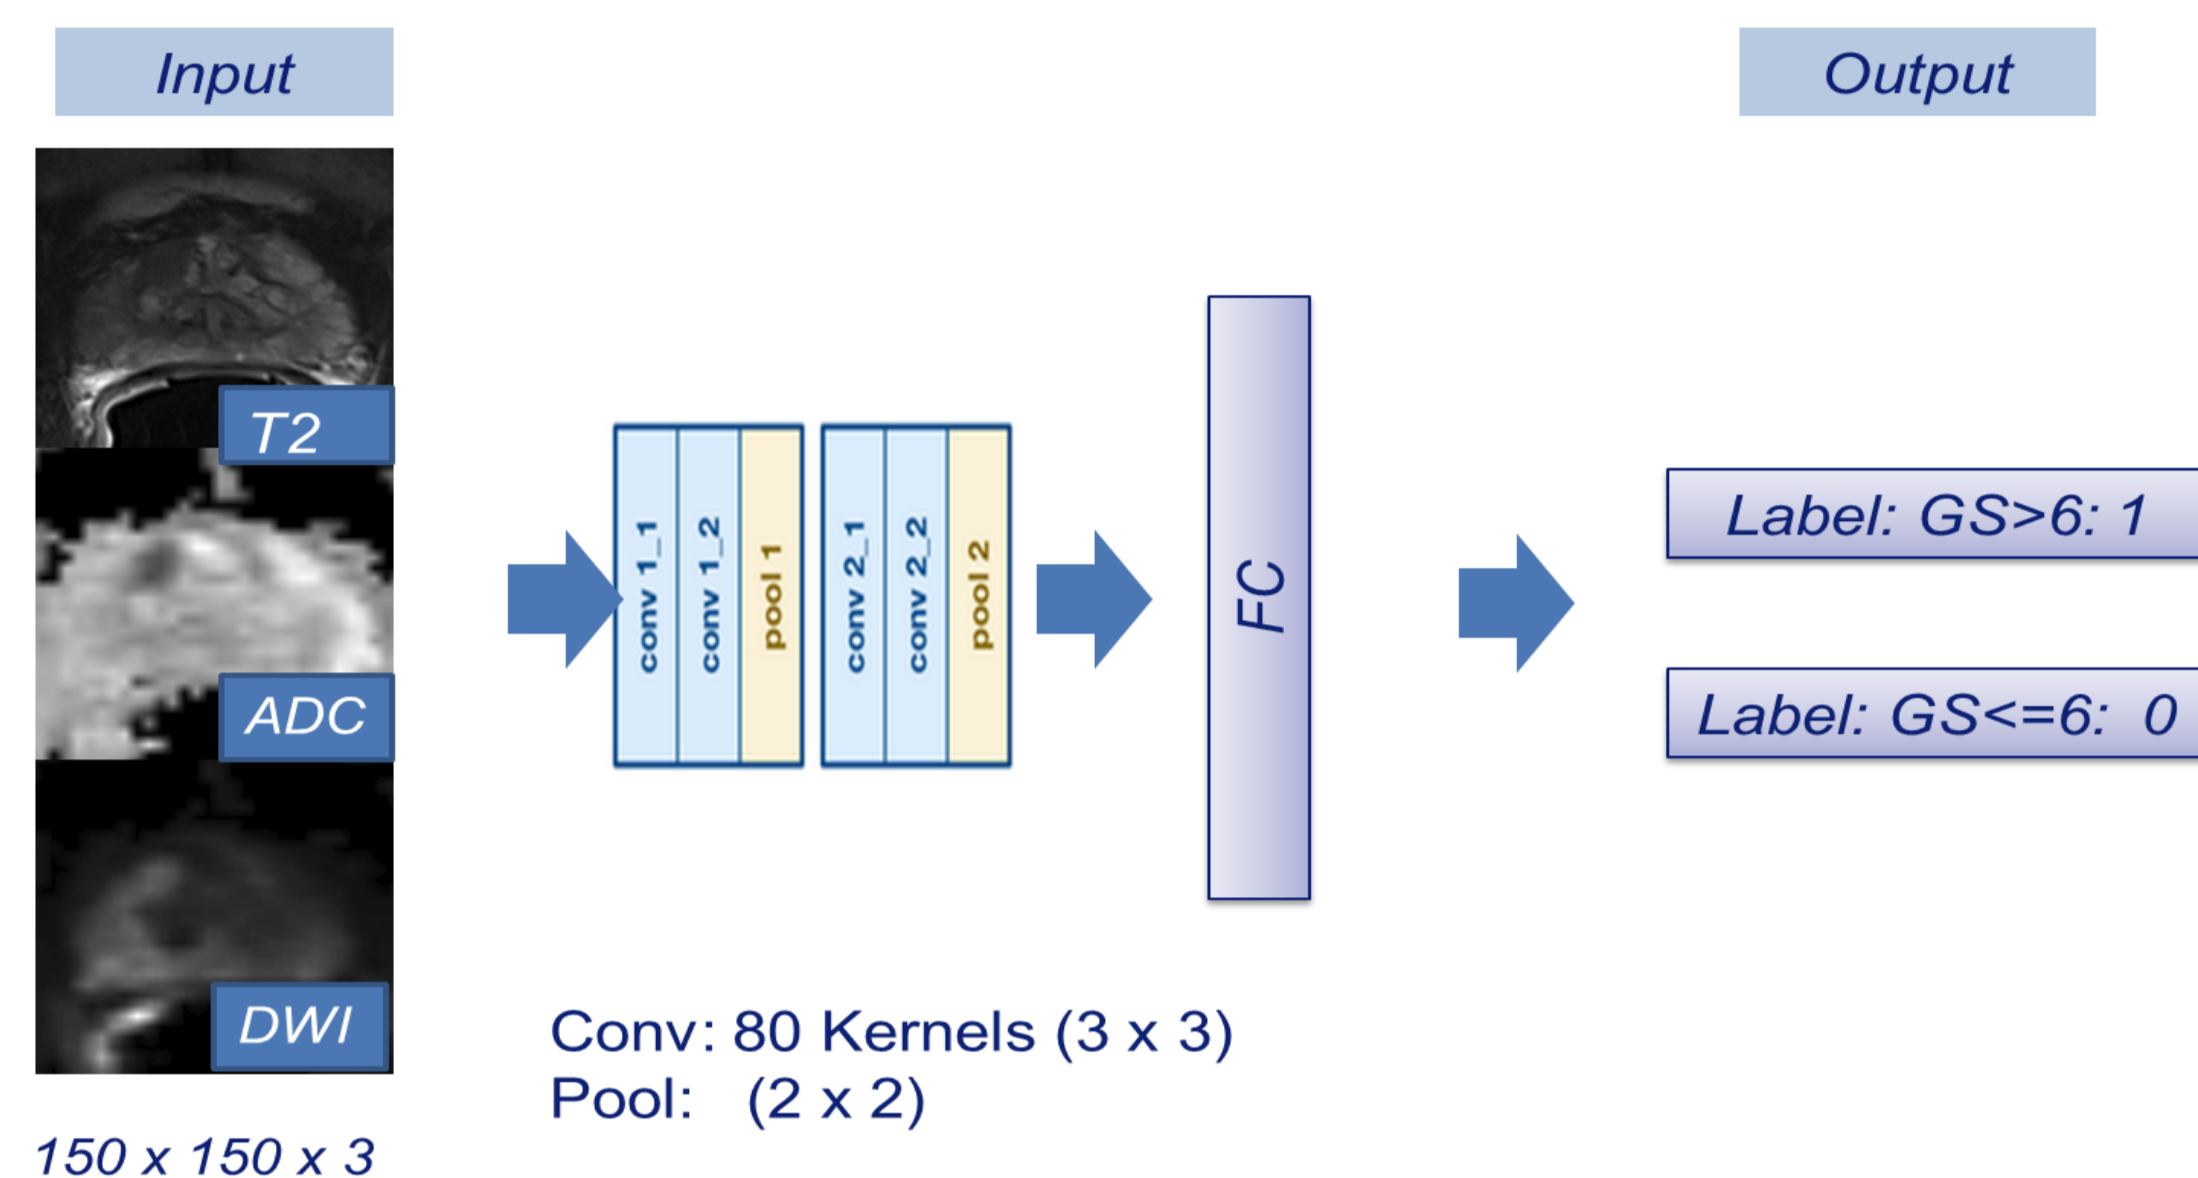 Input
Output
T2
ADC
DWI
150 x 150 x 3
conv 1_1
conv 1_2
pool 1
conv 2_1
conv 2_2
pool 2
FC
Conv: 80 Kernels (3 x 3)
Pool: (2 x 2)
Label: GS>6: 1
Label: GS<=6: 0